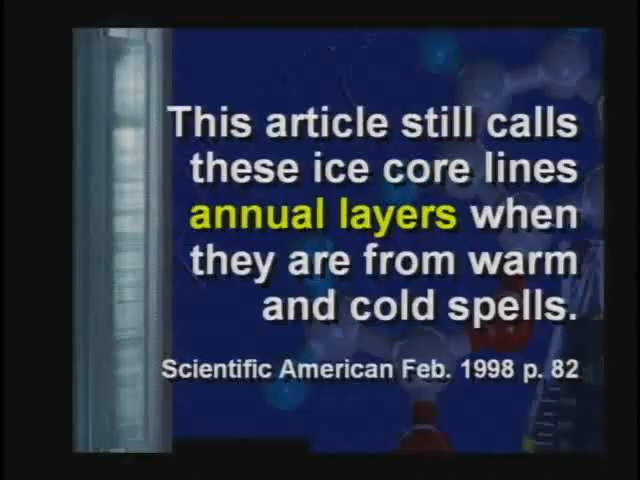 This article still calls
these ice core lines
annual layers when
they are from warm
and cold spells.
Scientific American Feb. 1998 p. 82